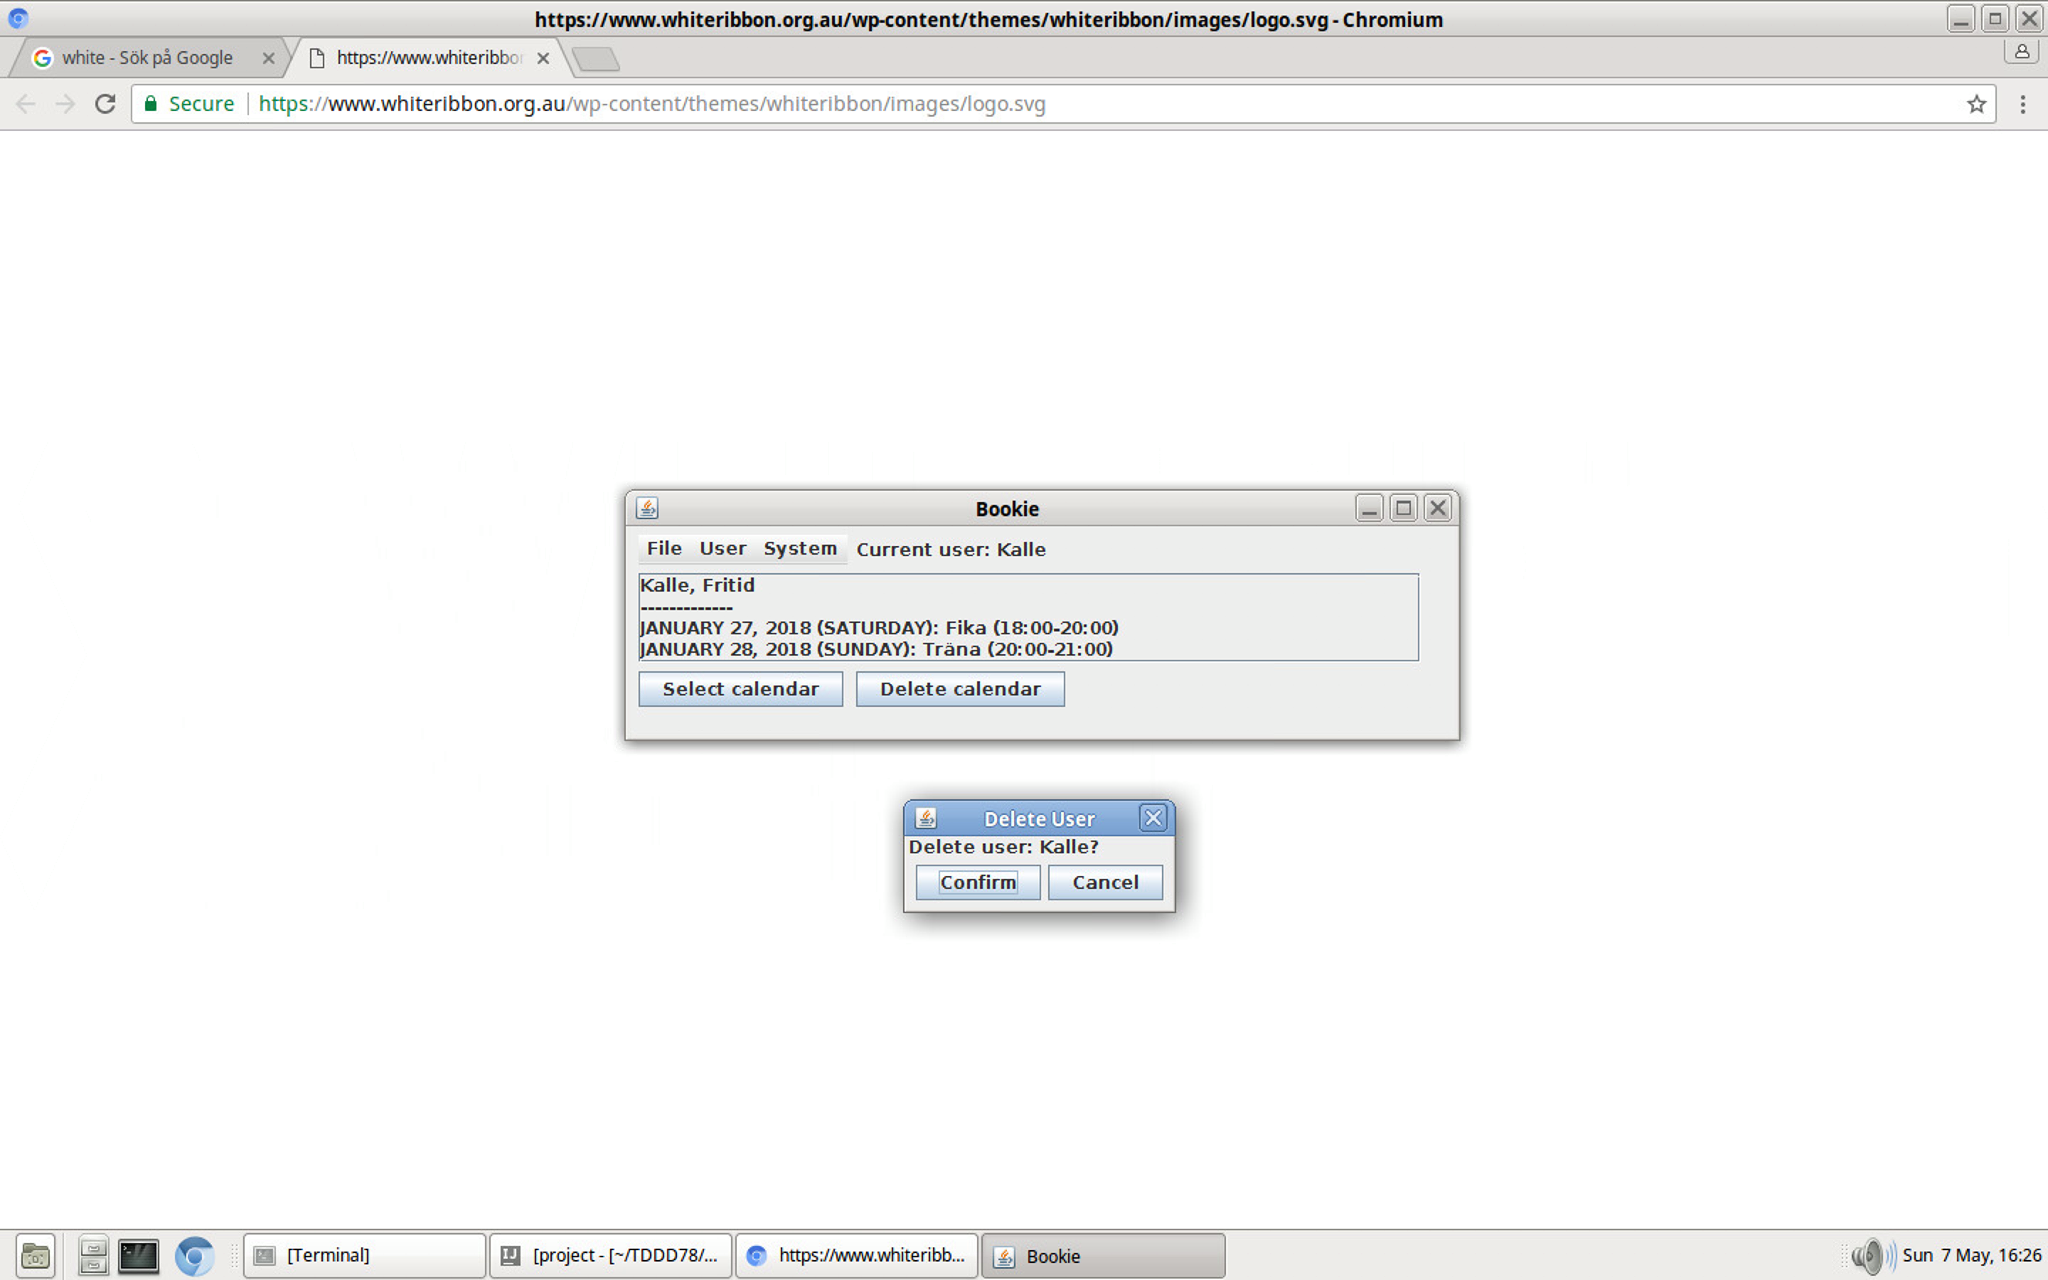 https://www.whiteribbon.org.au/wp-content/themes/whiteribbon/images/logo.svg - Chromium
white - Sök på Google
https://www.whiteribbon
Secure
https://www.whiteribbon.org.au/wp-content/themes/whiteribbon/images/logo.svg
Bookie
File User System Current user: Kalle
Kalle, Fritid
-------------
JANUARY 27, 2018 (SATURDAY): Fika (18:00-20:00)
JANUARY 28, 2018 (SUNDAY): Träna (20:00-21:00)
Select calendar Delete calendar
Delete User
Delete user: Kalle?
Confirm Cancel
[Terminal]
[project - [~/TDDD78/...
https://www.whiteribb...
Bookie
Sun 7 May, 16:26